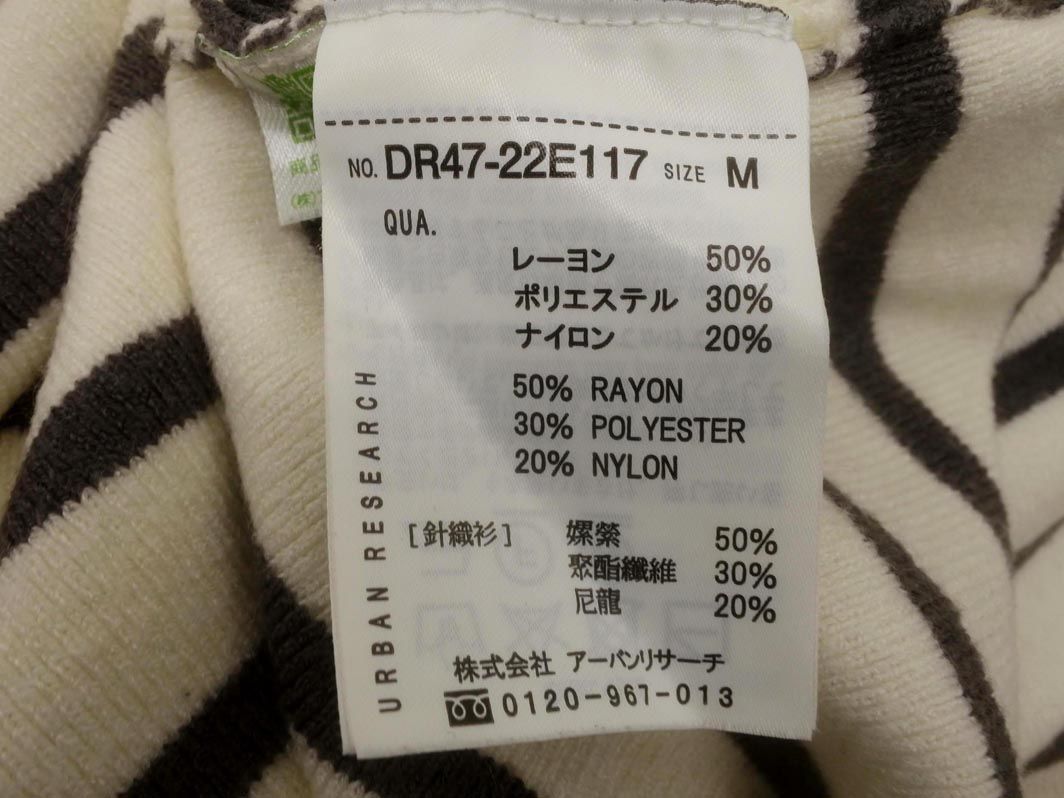 NO. DR47-22E117 SIZE M
QUA.
レーヨン 50%
ポリエステル 30%
ナイロン 20%
50% RAYON
30% POLYESTER
20% NYLON
[針織衫] 嫘縈 50%
聚酯纖維 30%
尼龍 20%
URBAN RESEARCH
株式会社 アーバンリサーチ
0120-967-013